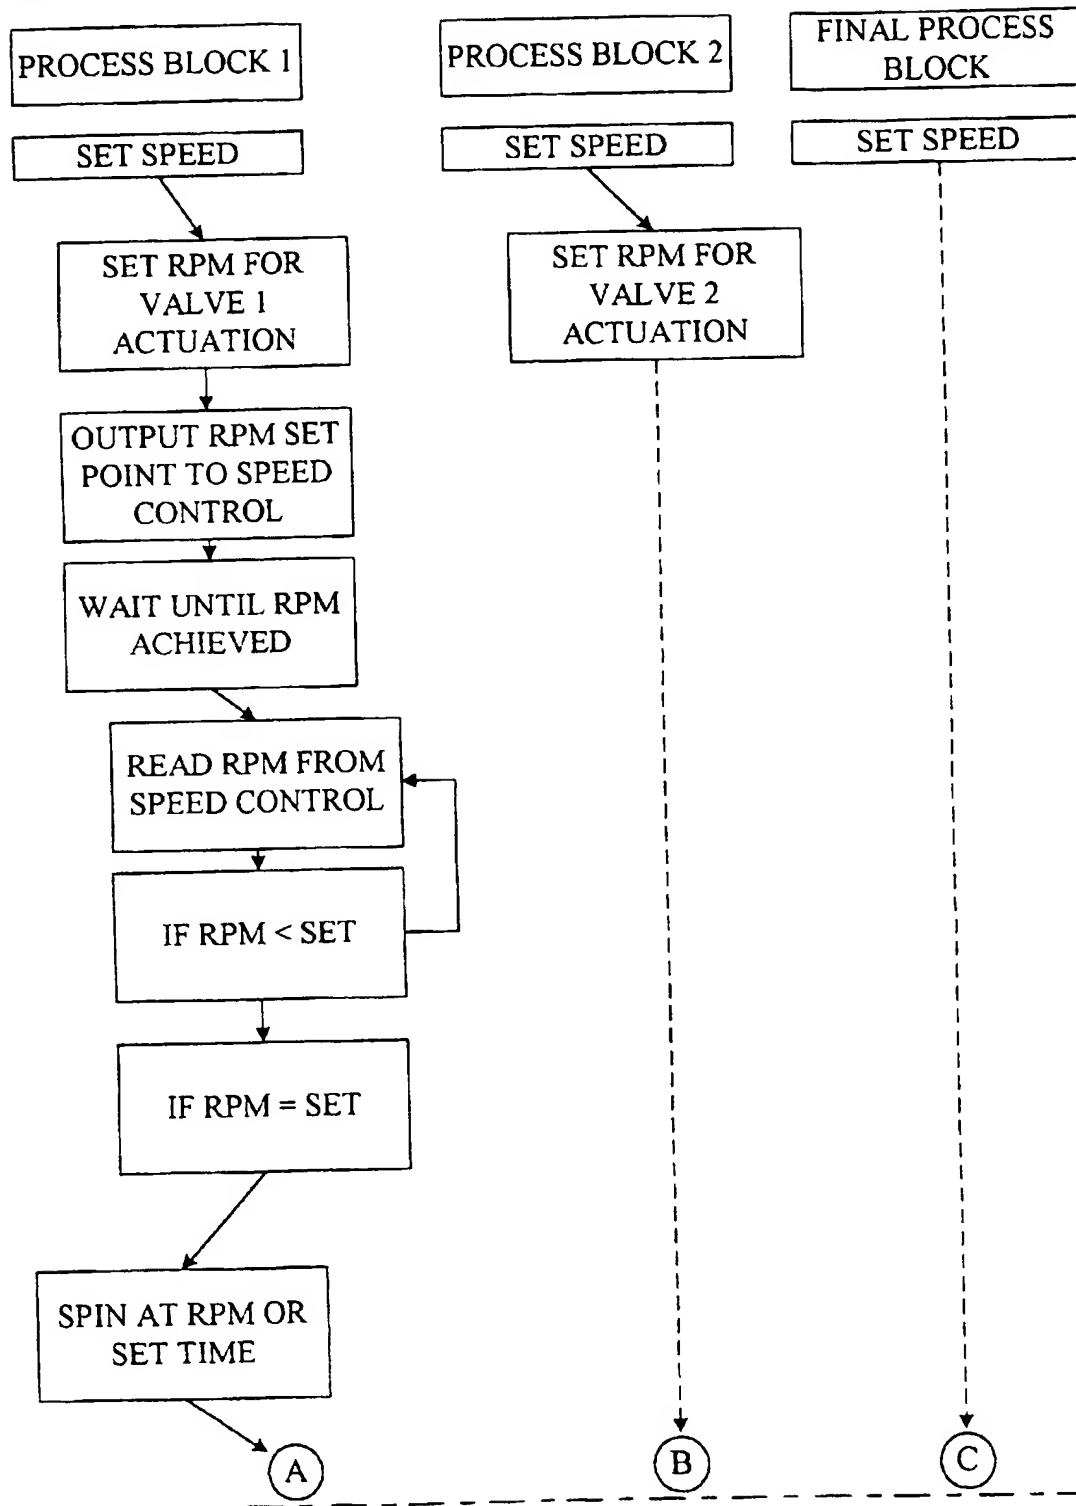 PROCESS BLOCK 1
SET SPEED
SET RPM FOR
VALVE 1
ACTUATION
OUTPUT RPM SET
POINT TO SPEED
CONTROL
WAIT UNTIL RPM
ACHIEVED
READ RPM FROM
SPEED CONTROL
IF RPM < SET
IF RPM = SET
SPIN AT RPM OR
SET TIME
A
PROCESS BLOCK 2
SET SPEED
SET RPM FOR
VALVE 2
ACTUATION
B
FINAL PROCESS
BLOCK
SET SPEED
C